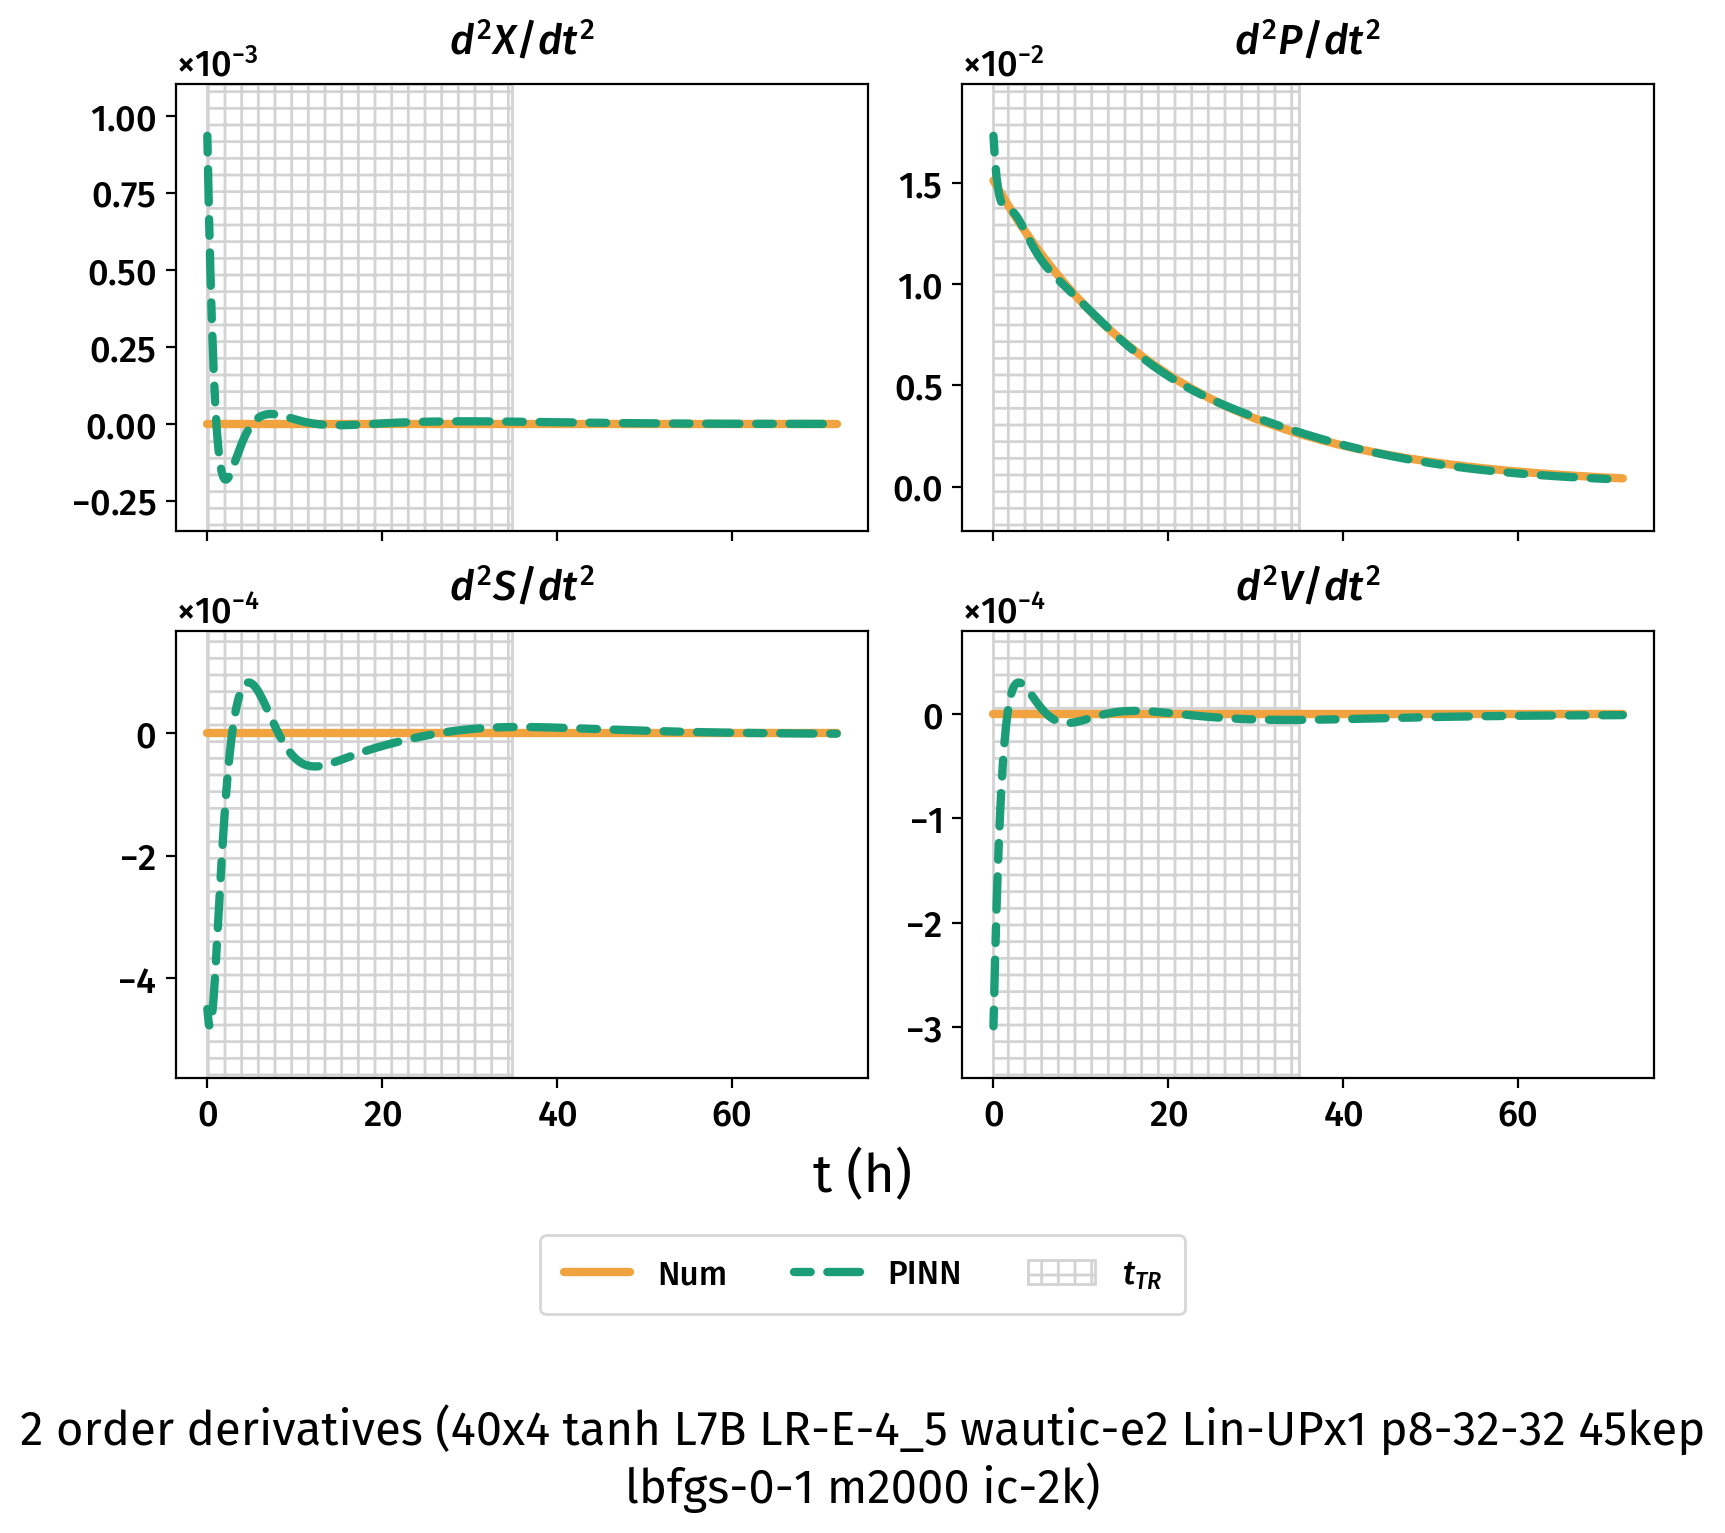 d²X/dt²
×10⁻³
1.00
0.75
0.50
0.25
0.00
−0.25
d²P/dt²
×10⁻²
1.5
1.0
0.5
0.0
d²S/dt²
×10⁻⁴
0
−2
−4
0 20 40 60
d²V/dt²
×10⁻⁴
0
−1
−2
−3
0 20 40 60
t (h)
Num PINN t_TR
2 order derivatives (40x4 tanh L7B LR-E-4_5 wautic-e2 Lin-UPx1 p8-32-32 45kep
lbfgs-0-1 m2000 ic-2k)